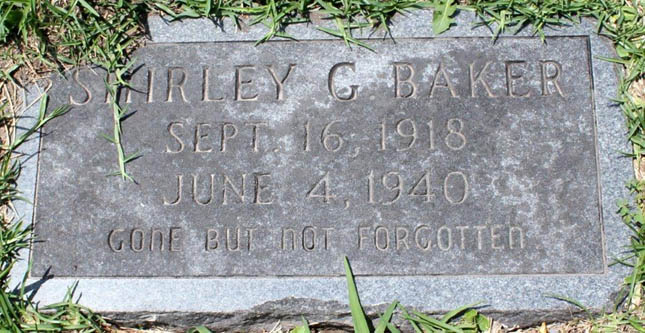 SHIRLEY G BAKER
SEPT. 16, 1918
JUNE 4, 1940
GONE BUT NOT FORGOTTEN